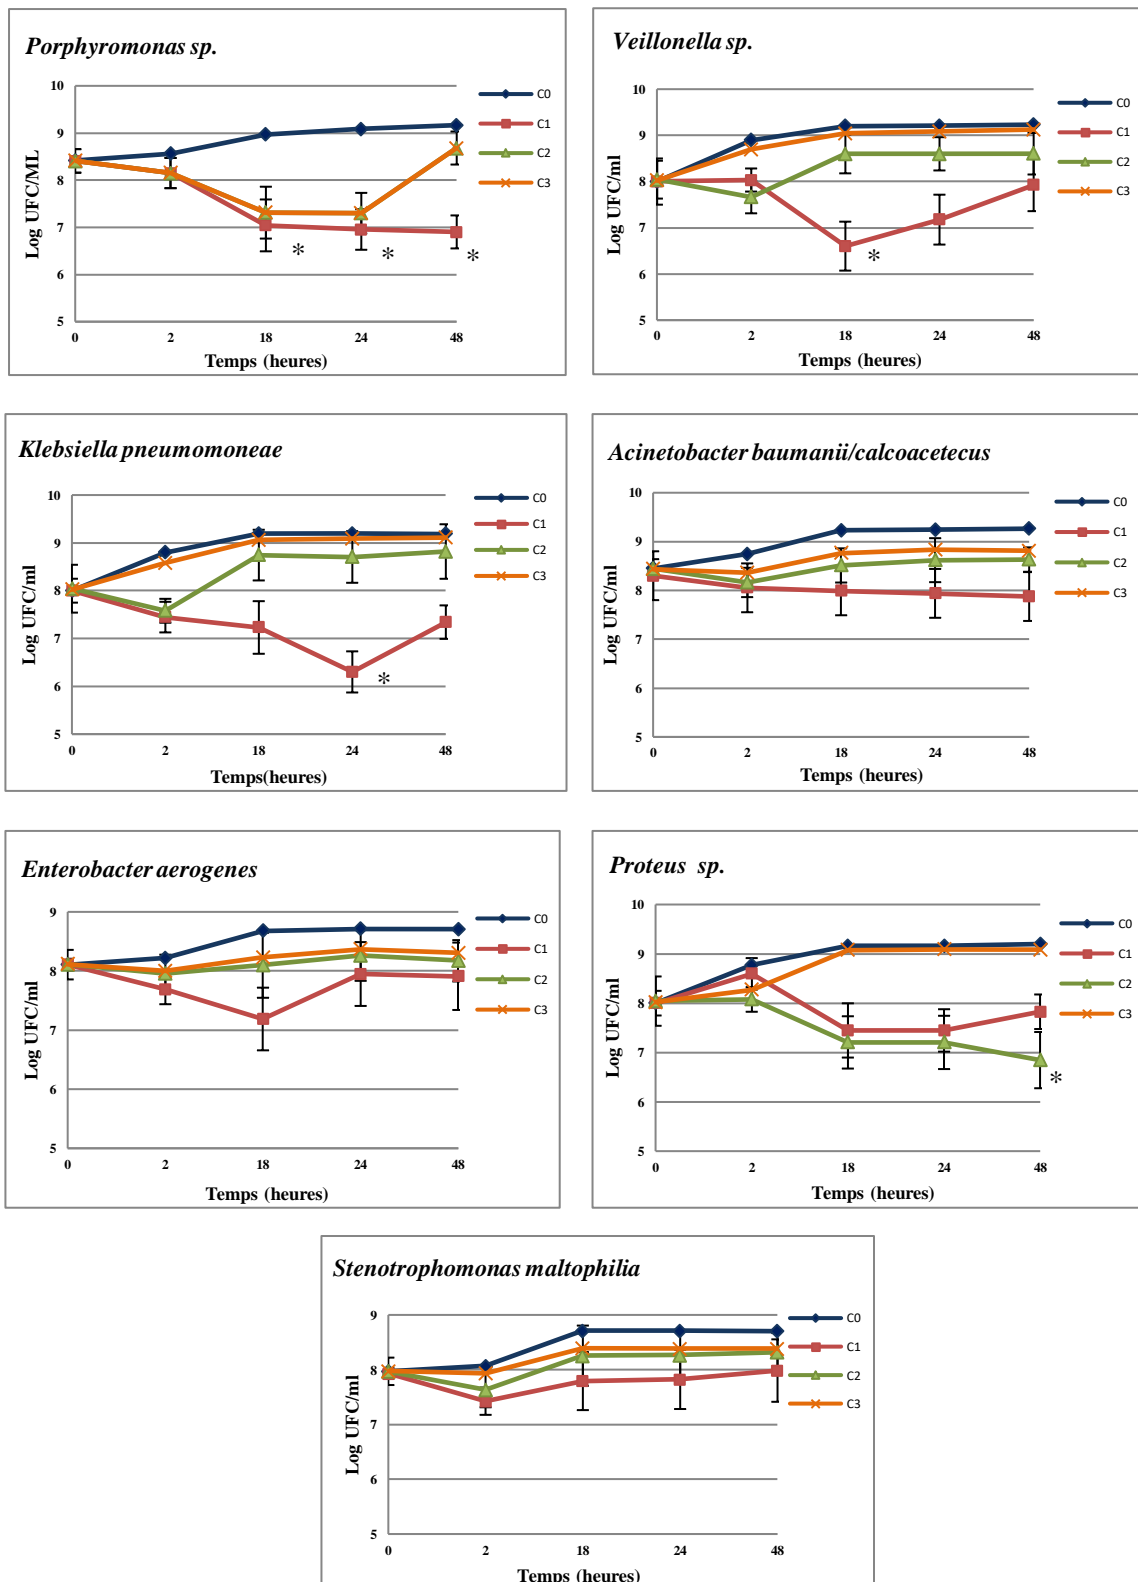 Porphyromonas sp.
Log UFC/ML
10
9
8
7
6
5
0 2 18 24 48
Temps (heures)
C0
C1
C2
C3
* * *
Veillonella sp.
Log UFC/ml
10
9
8
7
6
5
0 2 18 24 48
Temps (heures)
C0
C1
C2
C3
*
Klebsiella pneumomoneae
Log UFC/ml
10
9
8
7
6
5
0 2 18 24 48
Temps(heures)
C0
C1
C2
C3
*
Acinetobacter baumanii/calcoacetecus
Log UFC/ml
10
9
8
7
6
5
0 2 18 24 48
Temps (heures)
C0
C1
C2
C3
Enterobacter aerogenes
Log UFC/ml
9
8
7
6
5
0 2 18 24 48
Temps (heures)
C0
C1
C2
C3
Proteus sp.
Log UFC/ml
10
9
8
7
6
5
0 2 18 24 48
Temps (heures)
C0
C1
C2
C3
*
Stenotrophomonas maltophilia
Log UFC/ml
9
8
7
6
5
0 2 18 24 48
Temps (heures)
C0
C1
C2
C3